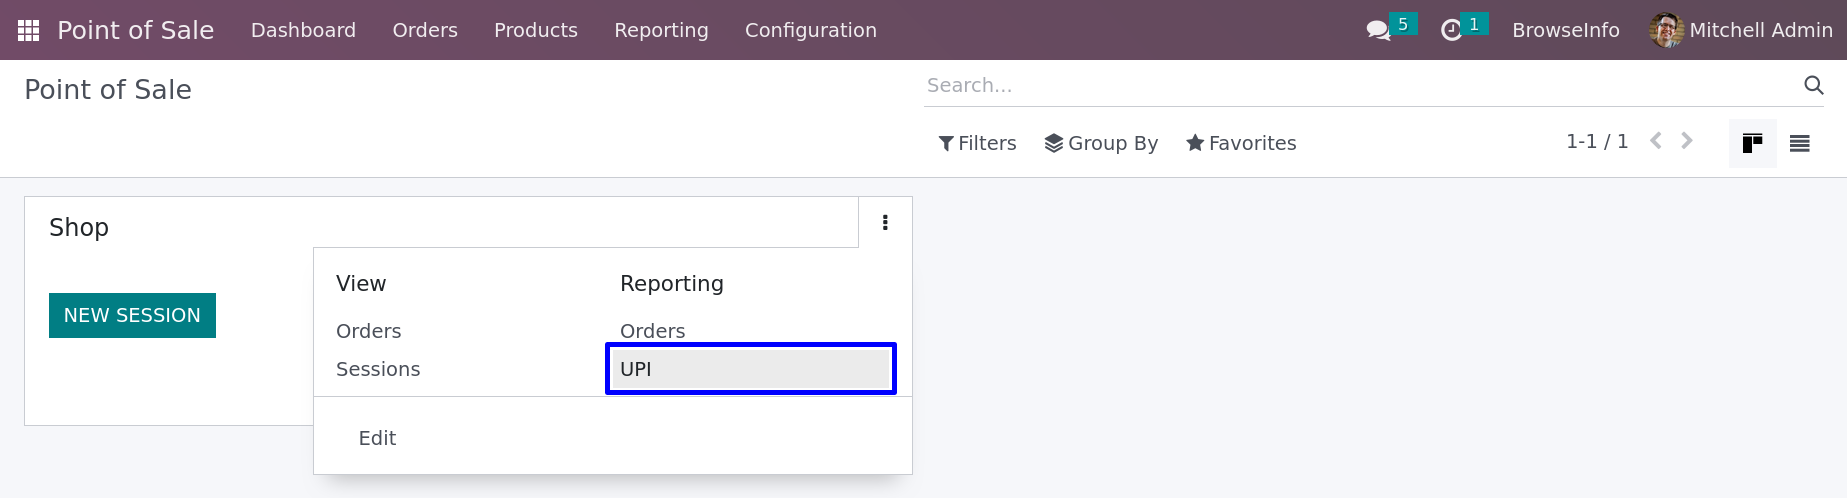 Point of Sale Dashboard Orders Products Reporting Configuration 5 1 BrowseInfo Mitchell Admin
Point of Sale
Search...
Filters Group By Favorites 1-1 / 1
Shop
View Reporting
NEW SESSION
Orders Orders
Sessions UPI
Edit